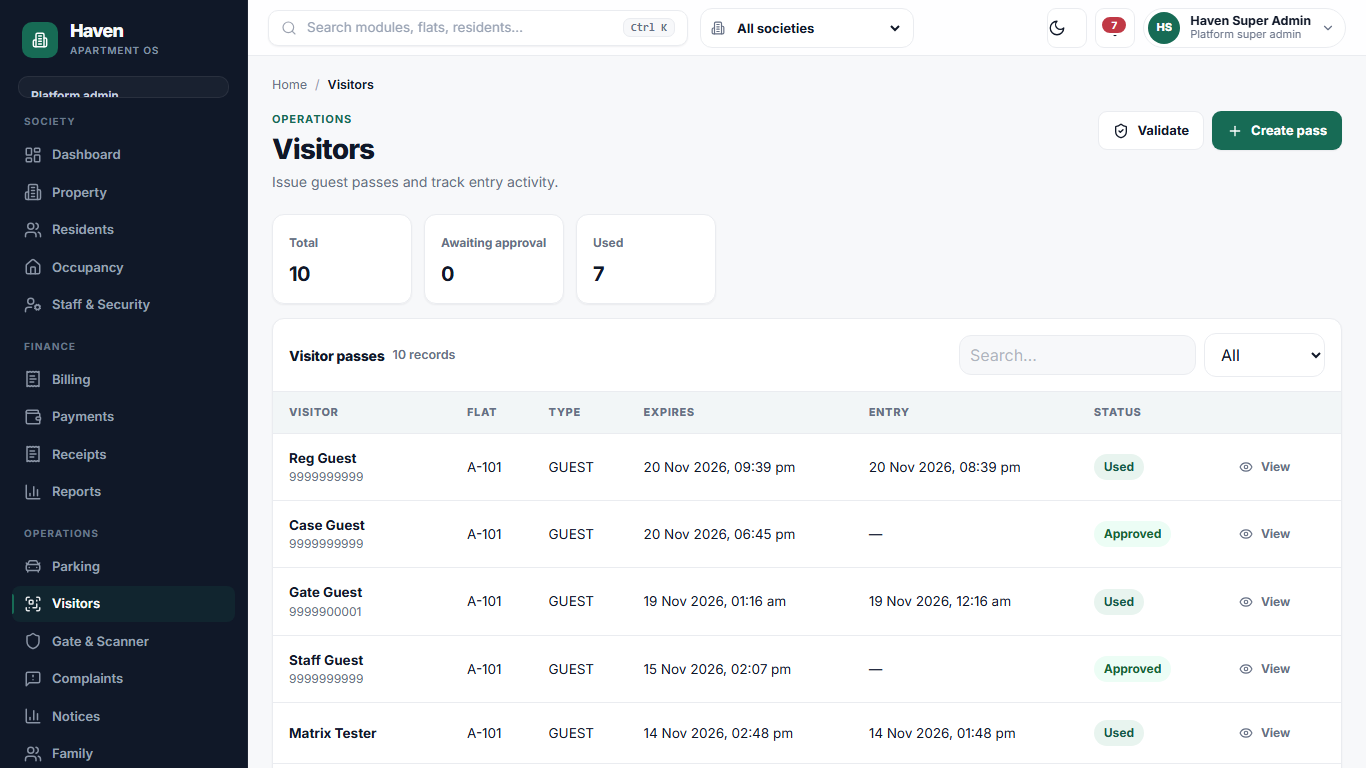 Haven
APARTMENT OS
Platform admin
SOCIETY
Dashboard
Property
Residents
Occupancy
Staff & Security
FINANCE
Billing
Payments
Receipts
Reports
OPERATIONS
Parking
Visitors
Gate & Scanner
Complaints
Notices
Family
Search modules, flats, residents... Ctrl K
All societies
7
HS
Haven Super Admin
Platform super admin
Home / Visitors
OPERATIONS
Visitors
Issue guest passes and track entry activity.
Validate
+ Create pass
Total
10
Awaiting approval
0
Used
7
Visitor passes 10 records
Search...
All
VISITOR FLAT TYPE EXPIRES ENTRY STATUS
Reg Guest
9999999999
A-101 GUEST 20 Nov 2026, 09:39 pm 20 Nov 2026, 08:39 pm Used View
Case Guest
9999999999
A-101 GUEST 20 Nov 2026, 06:45 pm — Approved View
Gate Guest
9999900001
A-101 GUEST 19 Nov 2026, 01:16 am 19 Nov 2026, 12:16 am Used View
Staff Guest
9999999999
A-101 GUEST 15 Nov 2026, 02:07 pm — Approved View
Matrix Tester A-101 GUEST 14 Nov 2026, 02:48 pm 14 Nov 2026, 01:48 pm Used View